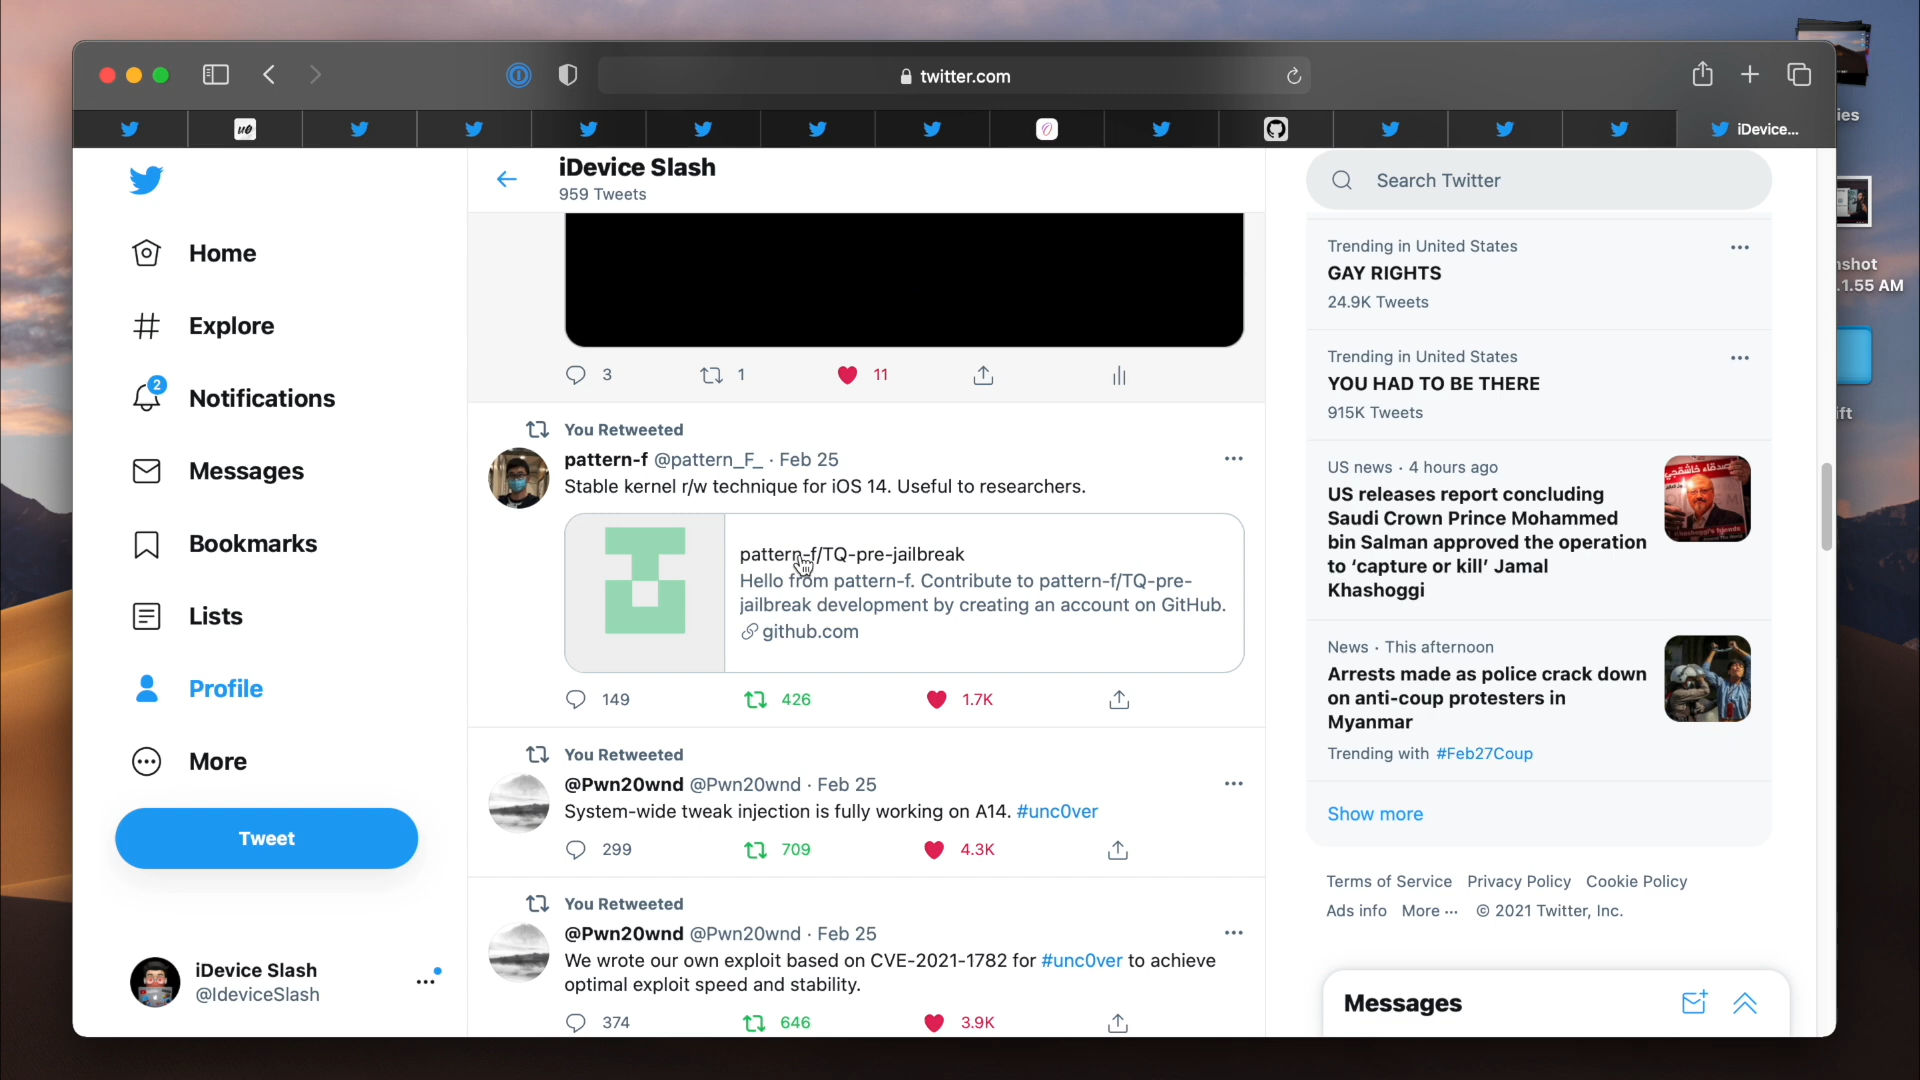 twitter.com
iDevice...
iDevice Slash
959 Tweets
Home
Explore
2
Notifications
Messages
Bookmarks
Lists
Profile
More
Tweet
iDevice Slash
@IdeviceSlash
3
1
11
You Retweeted
pattern-f @pattern_F_ · Feb 25
Stable kernel r/w technique for iOS 14. Useful to researchers.
pattern-f/TQ-pre-jailbreak
Hello from pattern-f. Contribute to pattern-f/TQ-pre-
jailbreak development by creating an account on GitHub.
github.com
149
426
1.7K
You Retweeted
@Pwn20wnd @Pwn20wnd · Feb 25
System-wide tweak injection is fully working on A14. #unc0ver
299
709
4.3K
You Retweeted
@Pwn20wnd @Pwn20wnd · Feb 25
We wrote our own exploit based on CVE-2021-1782 for #unc0ver to achieve
optimal exploit speed and stability.
374
646
3.9K
Search Twitter
Trending in United States
GAY RIGHTS
24.9K Tweets
Trending in United States
YOU HAD TO BE THERE
915K Tweets
US news · 4 hours ago
US releases report concluding
Saudi Crown Prince Mohammed
bin Salman approved the operation
to ‘capture or kill’ Jamal
Khashoggi
News · This afternoon
Arrests made as police crack down
on anti-coup protesters in
Myanmar
Trending with #Feb27Coup
Show more
Terms of Service Privacy Policy Cookie Policy
Ads info More ··· © 2021 Twitter, Inc.
Messages
ies
nshot
.1.55 AM
ift